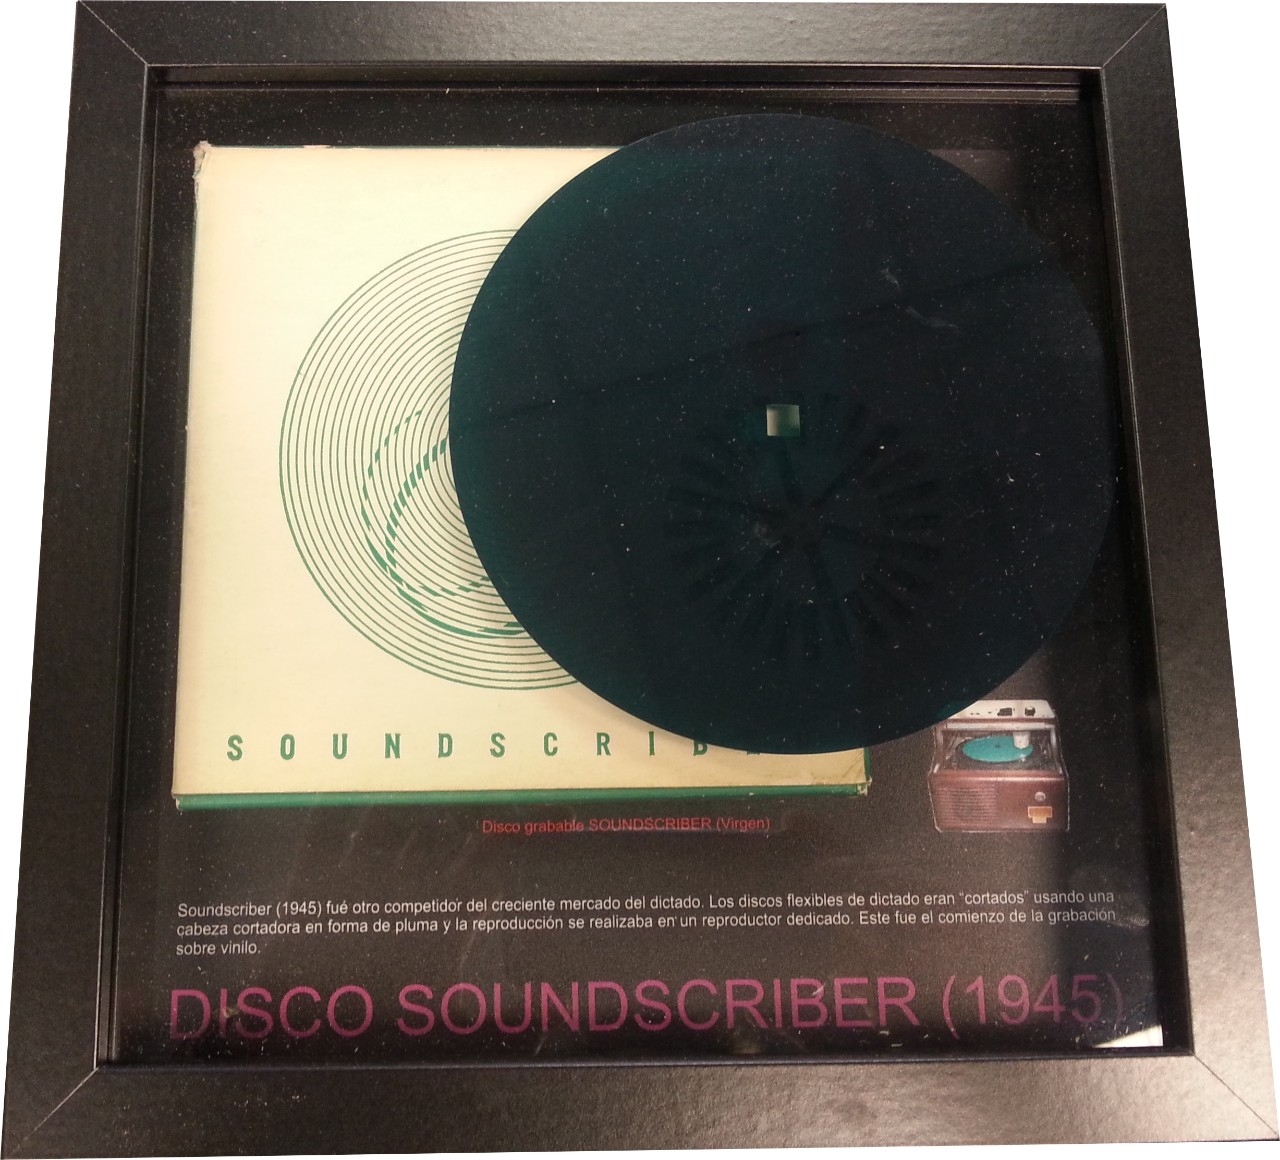 SOUNDSCRIB
Disco grabable SOUNDSCRIBER (Virgen)
Soundscriber (1945) fué otro competidor del creciente mercado del dictado. Los discos flexibles de dictado eran “cortados” usando una
cabeza cortadora en forma de pluma y la reproducción se realizaba en un reproductor dedicado. Este fue el comienzo de la grabación
sobre vinilo.
DISCO SOUNDSCRIBER (1945)